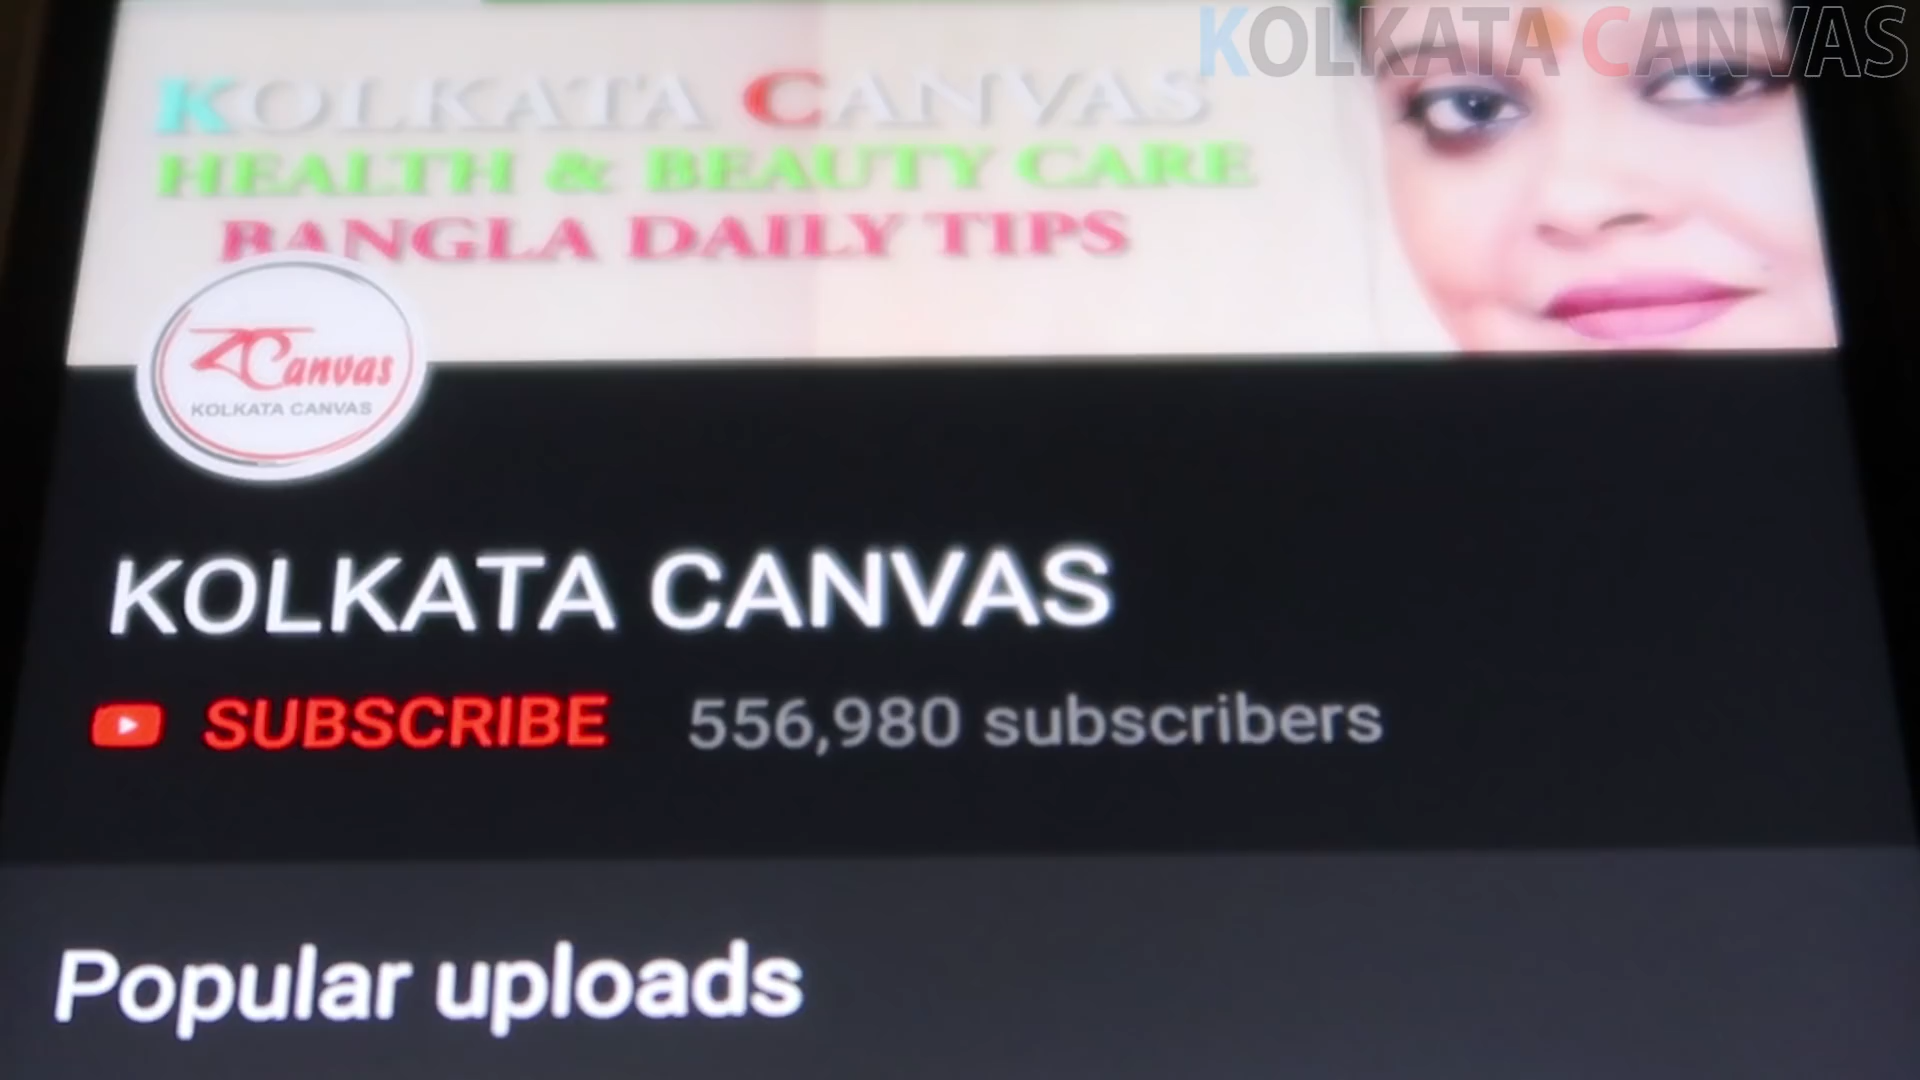 KOLKATA CANVAS
KOLKATA CANVAS
HEALTH & BEAUTY CARE
BANGLA DAILY TIPS
কCanvas
KOLKATA CANVAS
KOLKATA CANVAS
SUBSCRIBE 556,980 subscribers
Popular uploads